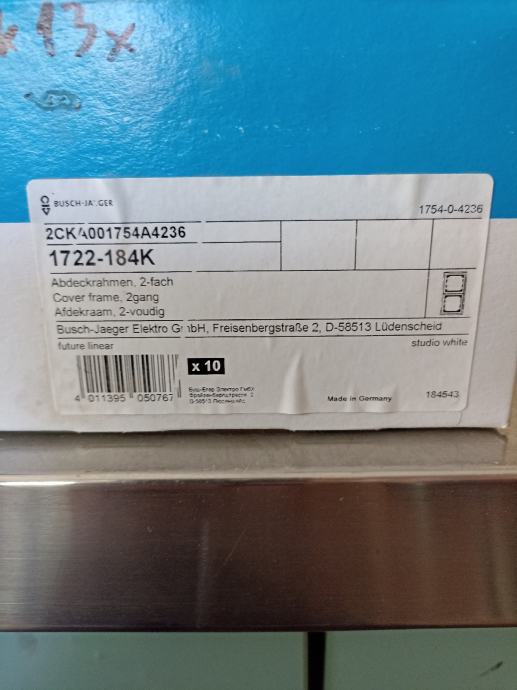 13x
BUSCH-JAEGER
1754-0-4236
2CKA001754A4236
1722-184K
Abdeckrahmen, 2-fach
Cover frame, 2gang
Afdekraam, 2-voudig
Busch-Jaeger Elektro GmbH, Freisenbergstraße 2, D-58513 Lüdenscheid
future linear
studio white
x 10
4 011395 050767
Made in Germany
184543